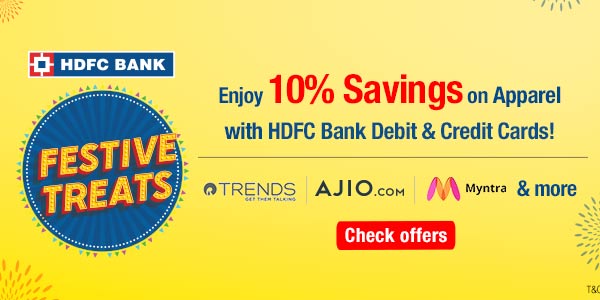 HDFC BANK
FESTIVE
TREATS
Enjoy 10% Savings on Apparel
with HDFC Bank Debit & Credit Cards!
TRENDS
GET THEM TALKING
AJIO.COM
Myntra
& more
Check offers